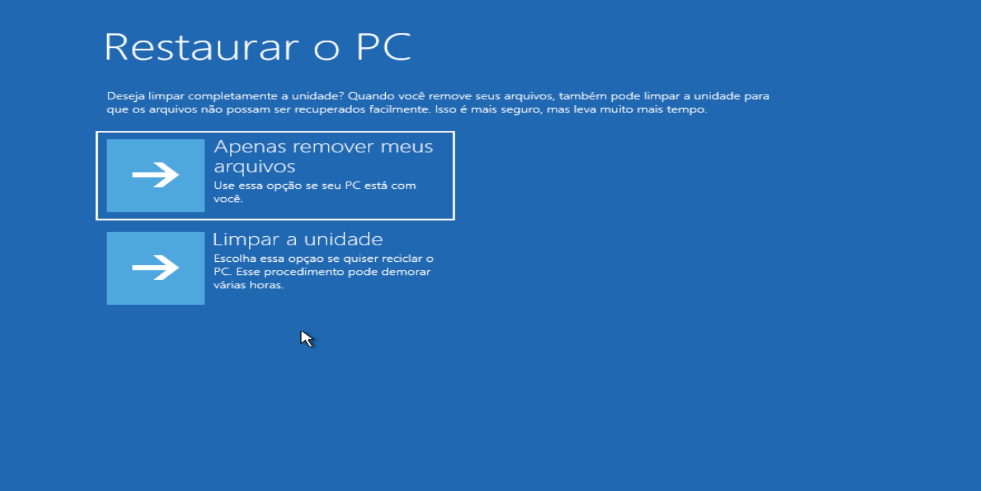 Restaurar o PC
Deseja limpar completamente a unidade? Quando você remove seus arquivos, também pode limpar a unidade para
que os arquivos não possam ser recuperados facilmente. Isso é mais seguro, mas leva muito mais tempo.
Apenas remover meus
arquivos
Use essa opção se seu PC está com
você.
Limpar a unidade
Escolha essa opçao se quiser reciclar o
PC. Esse procedimento pode demorar
várias horas.